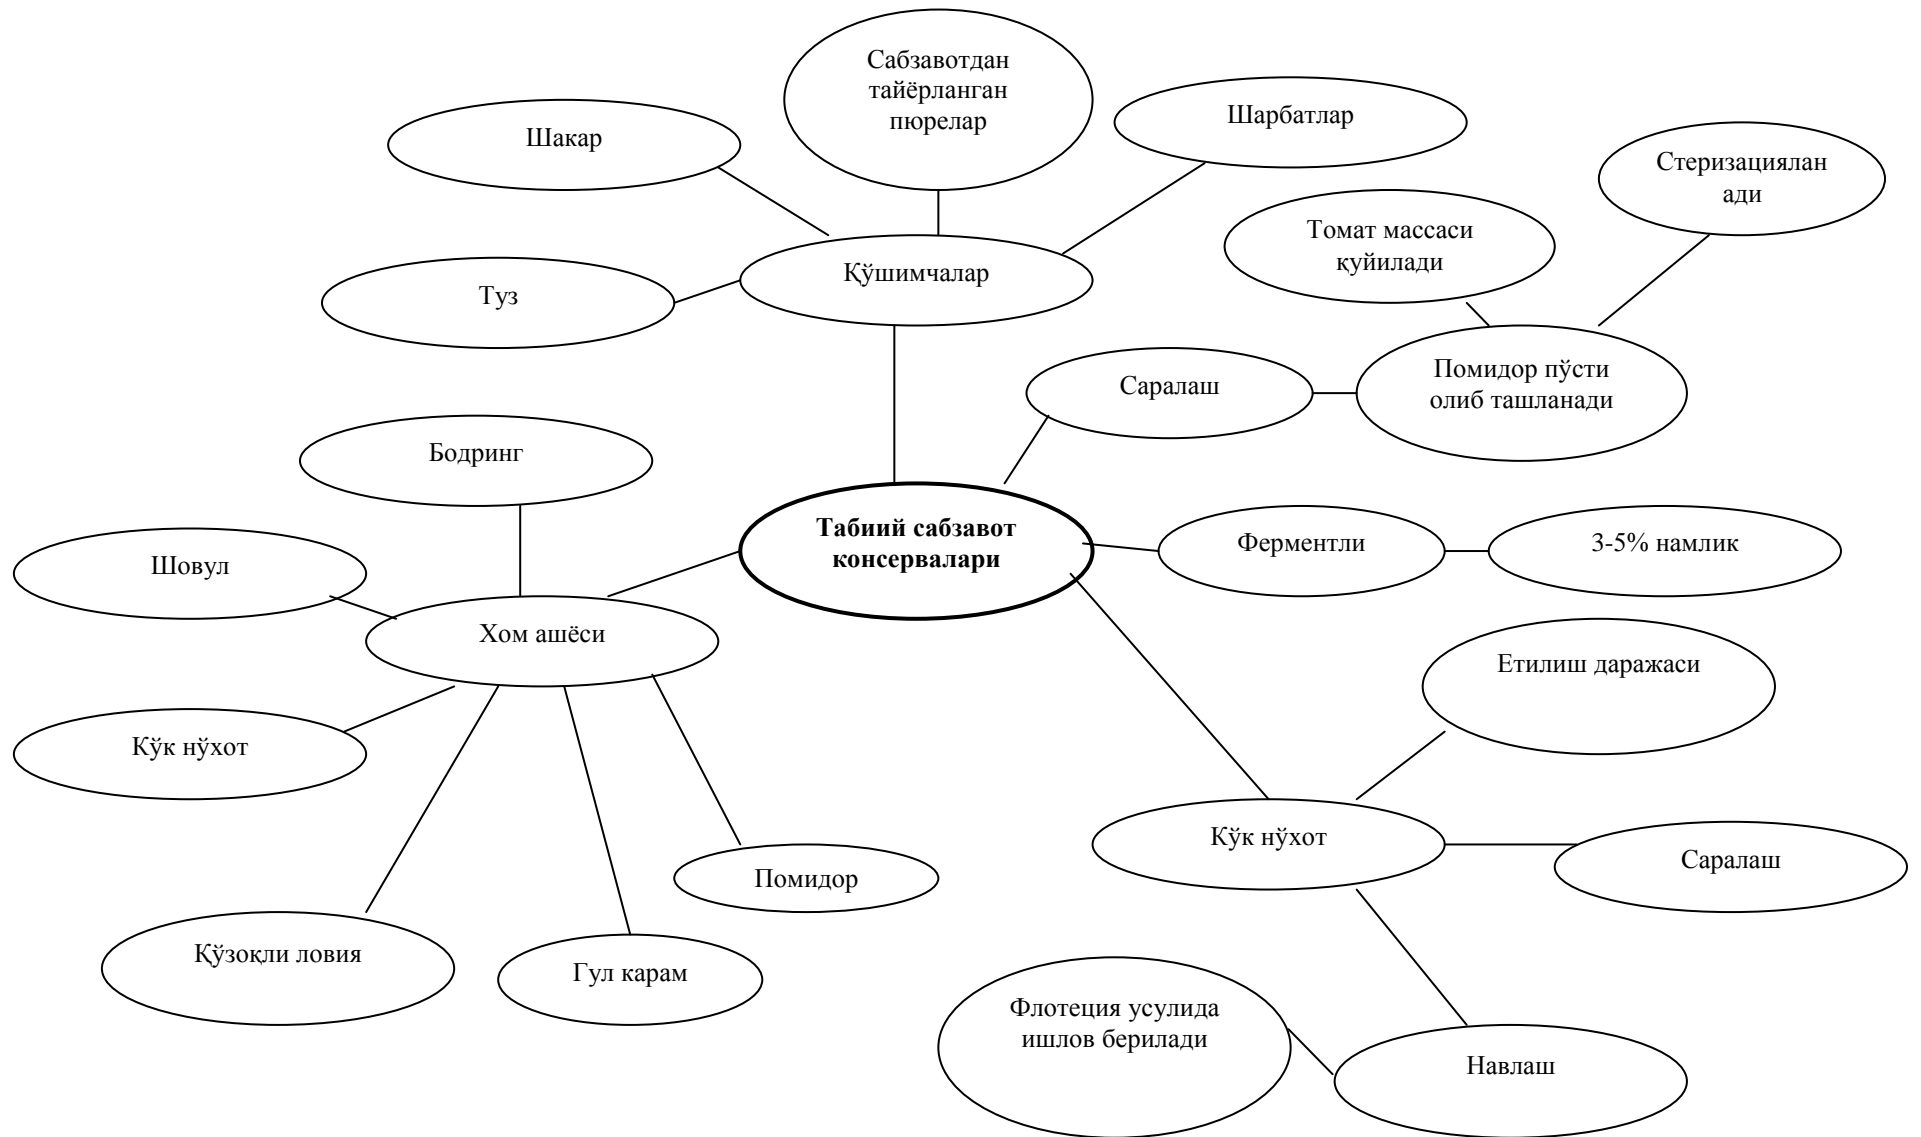 Сабзавотдан
тайёрланган
пюрелар
Шарбатлар
Шакар
Стеризациялан
ади
Томат массаси
қуйилади
Қўшимчалар
Туз
Саралаш
Помидор пўсти
олиб ташланади
Бодринг
Табиий сабзавот
консервалари
Ферментли
3-5% намлик
Шовул
Хом ашёси
Етилиш даражаси
Кўк нўхот
Кўк нўхот
Саралаш
Помидор
Қўзоқли ловия
Гул карам
Флотеция усулида
ишлов берилади
Навлаш